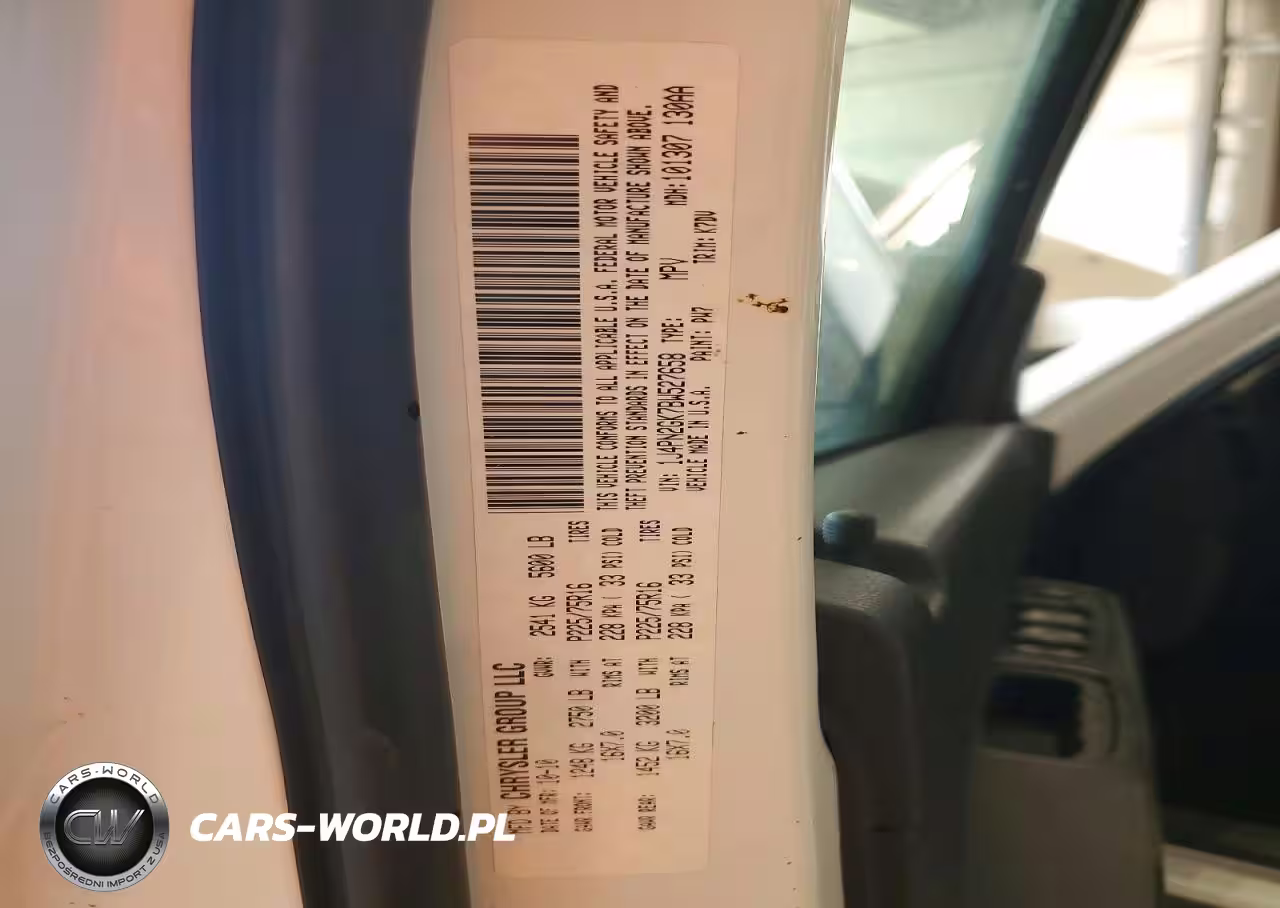 MFD BY CHRYSLER GROUP LLC
DATE OF MFR: 10-10 GVWR: 2541 KG 5600 LB
GAWR FRONT: 1248 KG 2750 LB WITH P225/75R16 TIRES
16X7.0 RIMS AT 228 KPA ( 33 PSI) COLD
GAWR REAR: 1452 KG 3200 LB WITH P225/75R16 TIRES
16X7.0 RIMS AT 228 KPA ( 33 PSI) COLD
THIS VEHICLE CONFORMS TO ALL APPLICABLE U.S.A. FEDERAL MOTOR VEHICLE SAFETY AND
THEFT PREVENTION STANDARDS IN EFFECT ON THE DATE OF MANUFACTURE SHOWN ABOVE.
VIN: 1J4PN2GK7BW527658 TYPE: MPV MDH: 101307 130AA
VEHICLE MADE IN U.S.A. PAINT: PW7 TRIM: K7DV
CARS-WORLD
CW
BEZPOŚREDNI IMPORT Z USA
CARS-WORLD.PL